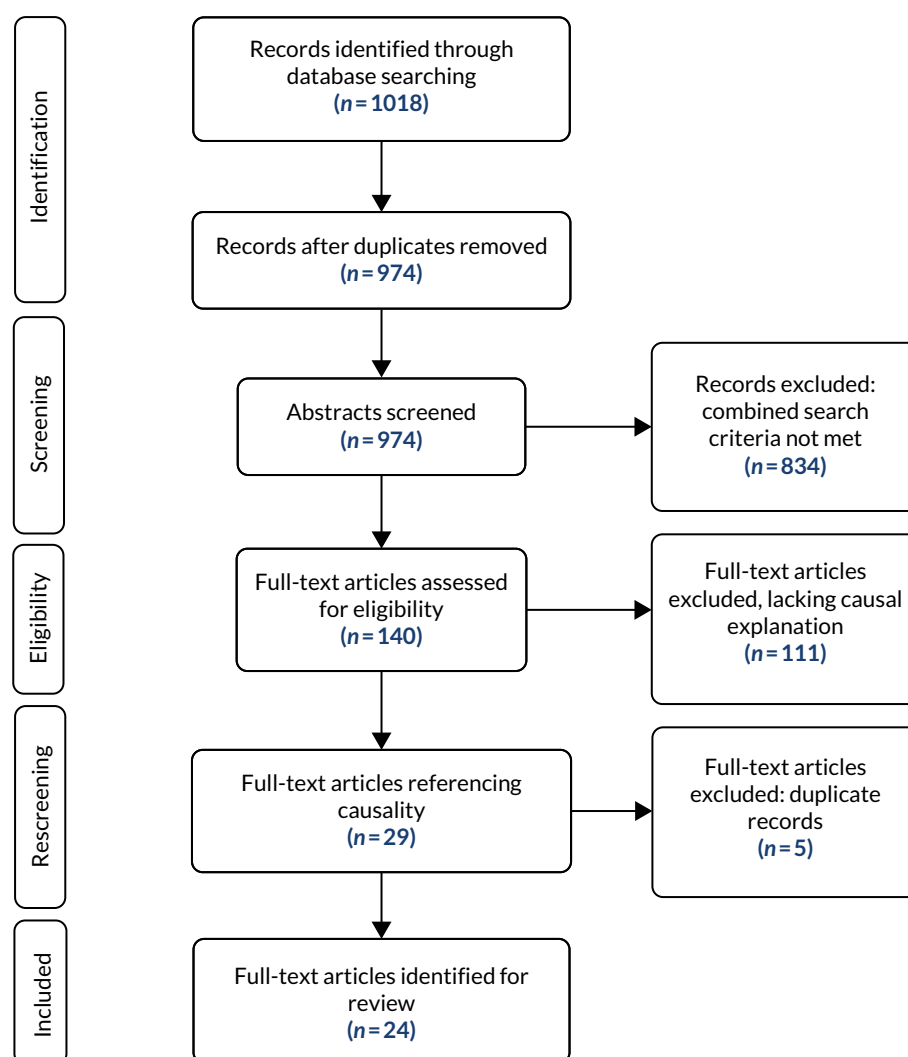 Identification
Records identified through
database searching
(n=1018)
Records after duplicates removed
(n=974)
Screening
Abstracts screened
(n=974)
Records excluded:
combined search
criteria not met
(n=834)
Eligibility
Full-text articles assessed
for eligibility
(n=140)
Full-text articles
excluded, lacking causal
explanation
(n=111)
Rescreening
Full-text articles referencing
causality
(n=29)
Full-text articles
excluded: duplicate
records
(n=5)
Included
Full-text articles identified for
review
(n=24)